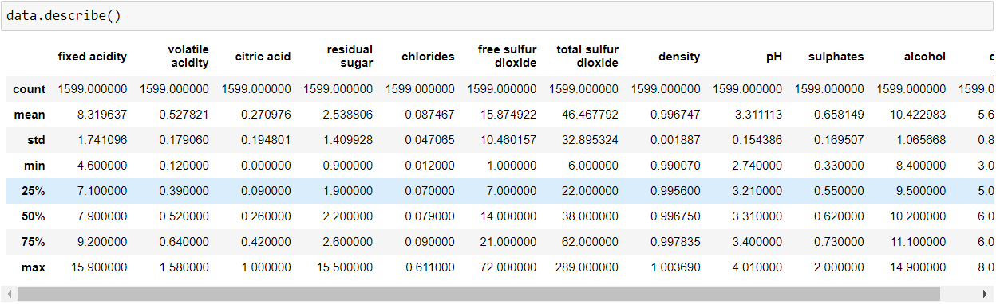 data.describe()
fixed acidity volatile acidity citric acid residual sugar chlorides free sulfur dioxide total sulfur dioxide density pH sulphates alcohol
count 1599.000000 1599.000000 1599.000000 1599.000000 1599.000000 1599.000000 1599.000000 1599.000000 1599.000000 1599.000000 1599.000000 1599.0
mean 8.319637 0.527821 0.270976 2.538806 0.087467 15.874922 46.467792 0.996747 3.311113 0.658149 10.422983 5.6
std 1.741096 0.179060 0.194801 1.409928 0.047065 10.460157 32.895324 0.001887 0.154386 0.169507 1.065668 0.8
min 4.600000 0.120000 0.000000 0.900000 0.012000 1.000000 6.000000 0.990070 2.740000 0.330000 8.400000 3.0
25% 7.100000 0.390000 0.090000 1.900000 0.070000 7.000000 22.000000 0.995600 3.210000 0.550000 9.500000 5.0
50% 7.900000 0.520000 0.260000 2.200000 0.079000 14.000000 38.000000 0.996750 3.310000 0.620000 10.200000 6.0
75% 9.200000 0.640000 0.420000 2.600000 0.090000 21.000000 62.000000 0.997835 3.400000 0.730000 11.100000 6.0
max 15.900000 1.580000 1.000000 15.500000 0.611000 72.000000 289.000000 1.003690 4.010000 2.000000 14.900000 8.0